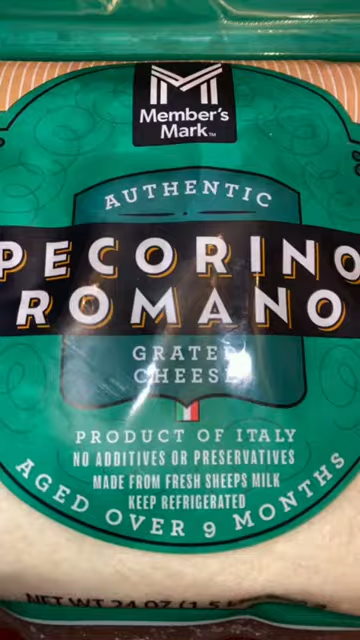 Member's
Mark™
AUTHENTIC
PECORINO
ROMANO
GRATED
CHEESE
PRODUCT OF ITALY
NO ADDITIVES OR PRESERVATIVES
MADE FROM FRESH SHEEPS MILK
KEEP REFRIGERATED
AGED OVER 9 MONTHS
NET WT 24 OZ (1.5